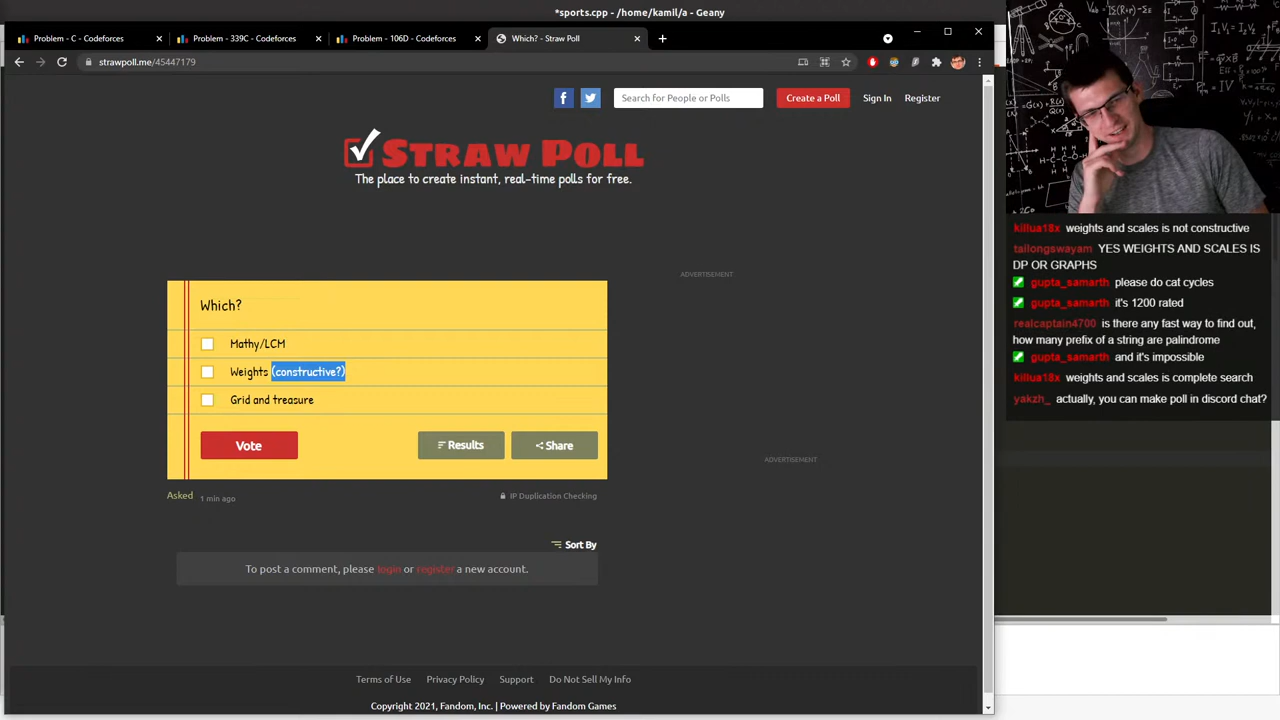 *sports.cpp - /home/kamil/a - Geany
Problem - C - Codeforces
Problem - 339C - Codeforces
Problem - 106D - Codeforces
Which? - Straw Poll
strawpoll.me/45447179
Search for People or Polls
Create a Poll
Sign In
Register
STRAW POLL
The place to create instant, real-time polls for free.
ADVERTISEMENT
Which?
Mathy/LCM
Weights (constructive?)
Grid and treasure
Vote
Results
Share
Asked 1 min ago
IP Duplication Checking
ADVERTISEMENT
Sort By
To post a comment, please login or register a new account.
Terms of Use
Privacy Policy
Support
Do Not Sell My Info
Copyright 2021, Fandom, Inc. | Powered by Fandom Games
killua18x weights and scales is not constructive
tailongswayam YES WEIGHTS AND SCALES IS
DP OR GRAPHS
gupta_samarth please do cat cycles
gupta_samarth it's 1200 rated
realcaptain4700 is there any fast way to find out,
how many prefix of a string are palindrome
gupta_samarth and it's impossible
killua18x weights and scales is complete search
yakzh_ actually, you can make poll in discord chat?